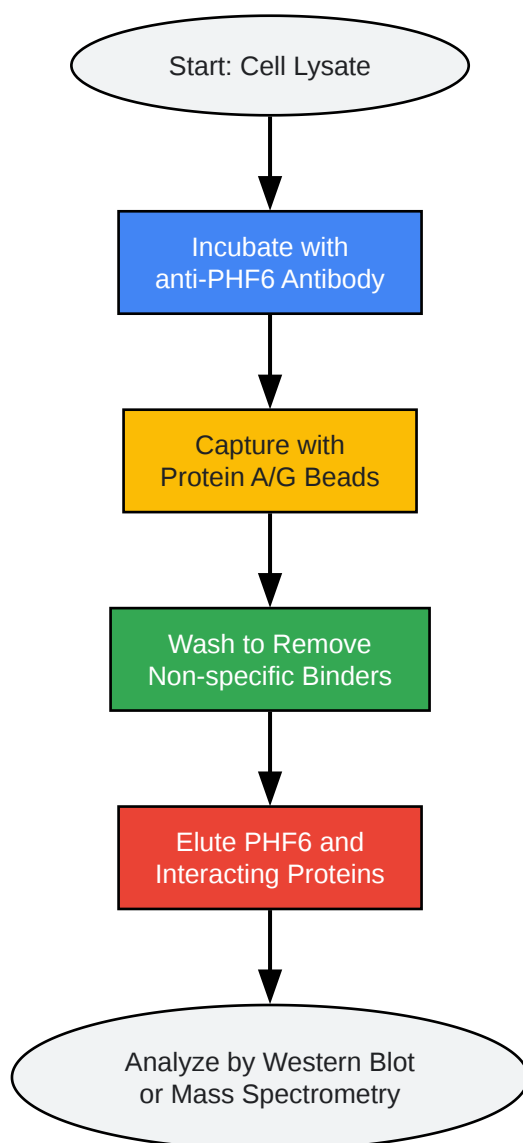 Start: Cell Lysate
Incubate with
anti-PHF6 Antibody
Capture with
Protein A/G Beads
Wash to Remove
Non-specific Binders
Elute PHF6 and
Interacting Proteins
Analyze by Western Blot
or Mass Spectrometry